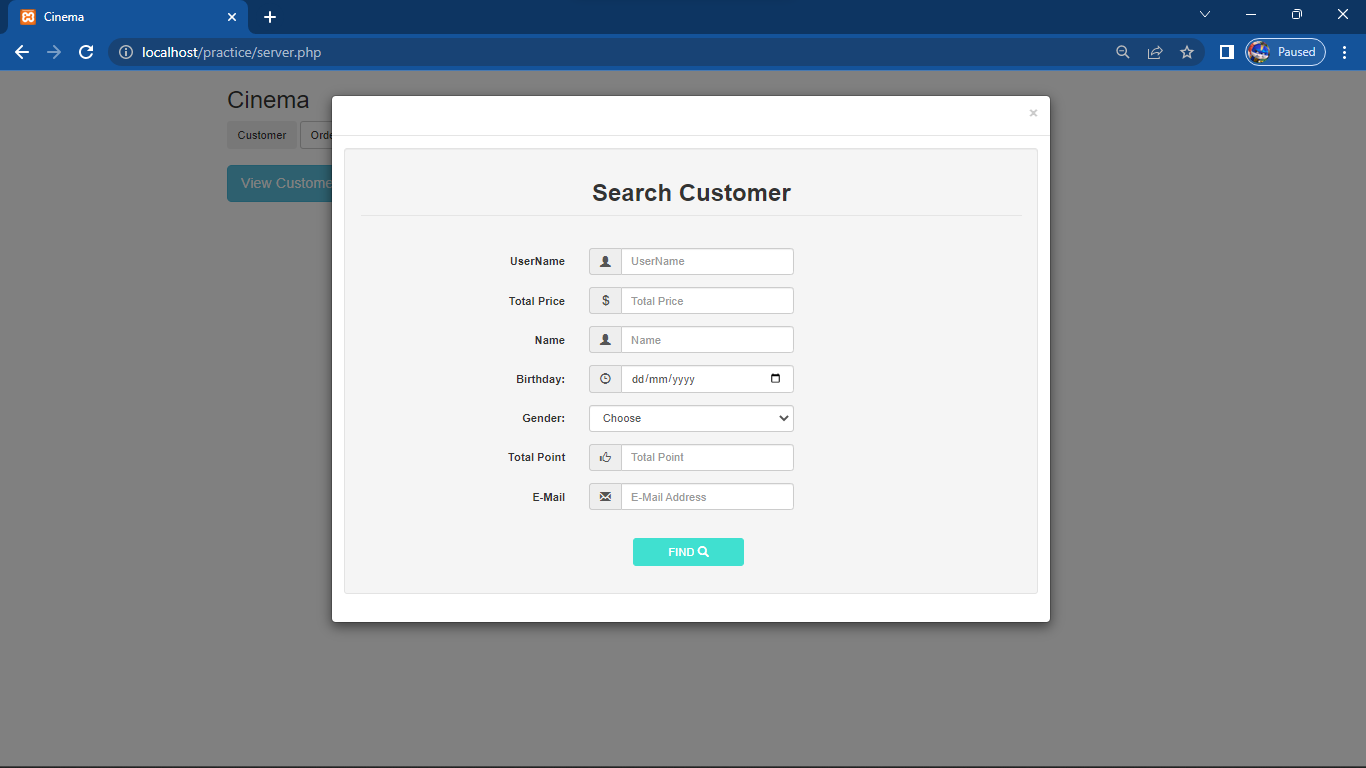 Cinema
Paused
localhost/practice/server.php
Cinema
×
Customer
Orde
View Custome
Search Customer
UserName
UserName
Total Price
$
Total Price
Name
Name
Birthday:
dd/mm/yyyy
Gender:
Choose
Total Point
Total Point
E-Mail
E-Mail Address
FIND